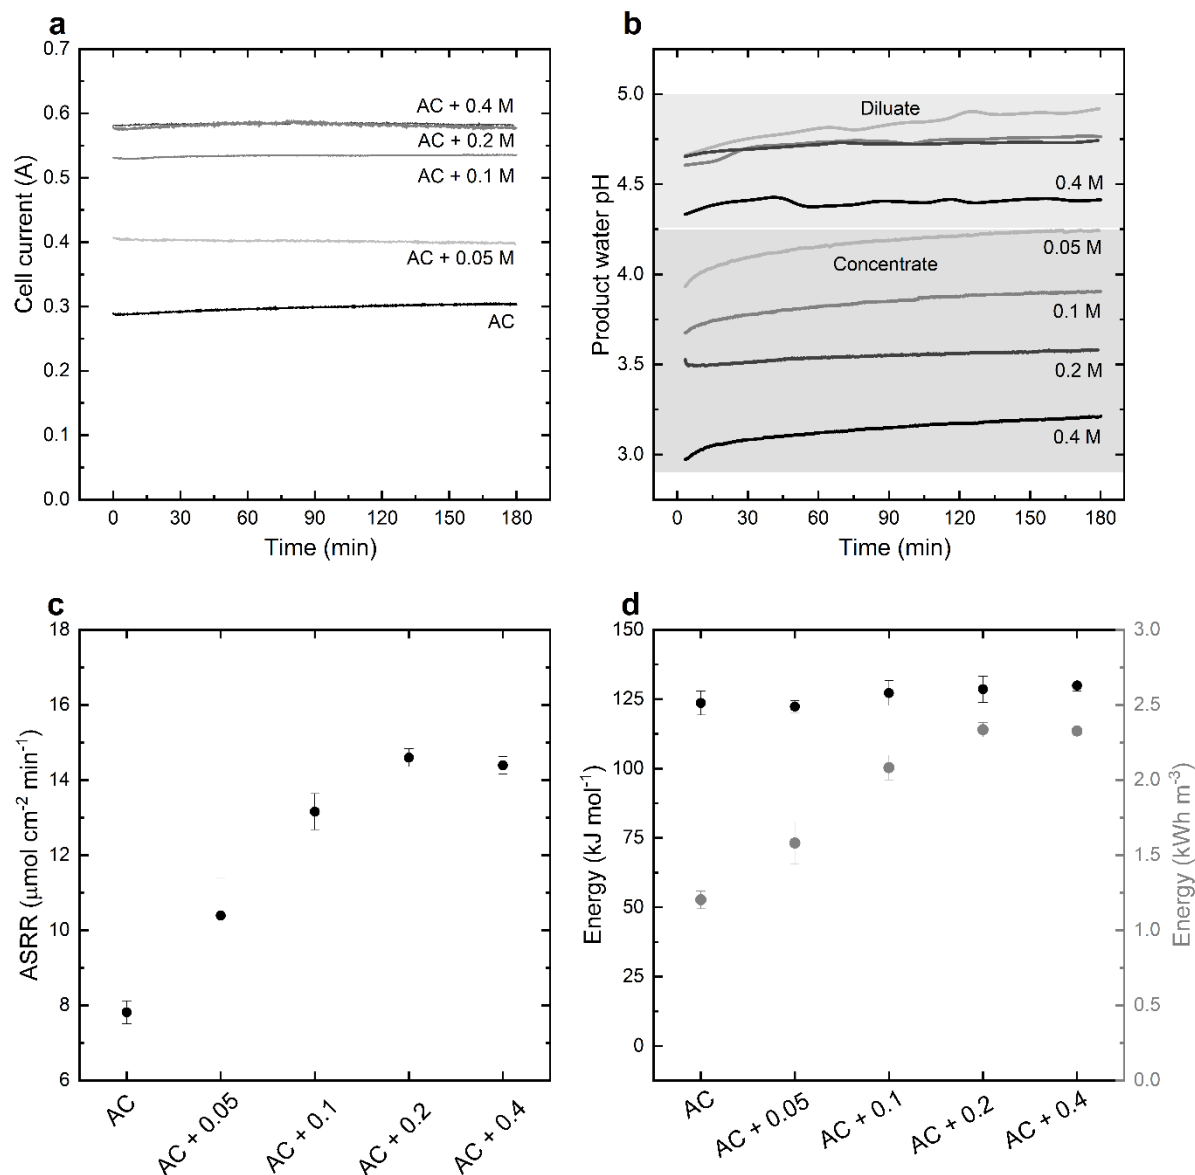 a
0.7
0.6
0.5
0.4
0.3
0.2
0.1
0.0
Cell current (A)
AC + 0.4 M
AC + 0.2 M
AC + 0.1 M
AC + 0.05 M
AC
0
30
60
90
120
150
180
Time (min)
b
5.0
4.5
4.0
3.5
3.0
Product water pH
Diluate
0.4 M
0.05 M
Concentrate
0.1 M
0.2 M
0.4 M
0
30
60
90
120
150
180
Time (min)
c
18
16
14
12
10
8
6
ASRR (μmol cm⁻² min⁻¹)
AC
AC + 0.05
AC + 0.1
AC + 0.2
AC + 0.4
d
150
125
100
75
50
25
0
Energy (kJ mol⁻¹)
3.0
2.5
2.0
1.5
1.0
0.5
0.0
Energy (kWh m⁻³)
AC
AC + 0.05
AC + 0.1
AC + 0.2
AC + 0.4